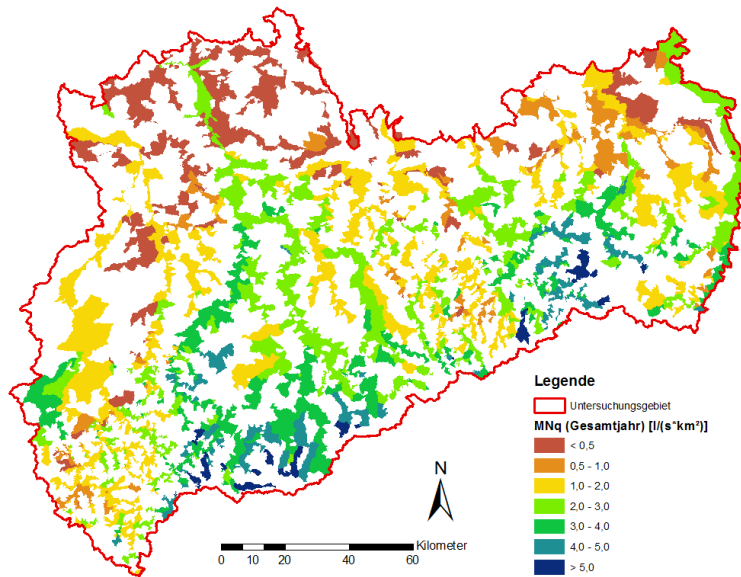 Legende
Untersuchungsgebiet
MNq (Gesamtjahr) [l/(s*km²)]
< 0,5
0,5 - 1,0
1,0 - 2,0
2,0 - 3,0
3,0 - 4,0
4,0 - 5,0
> 5,0
N
Kilometer
0 10 20 40 60